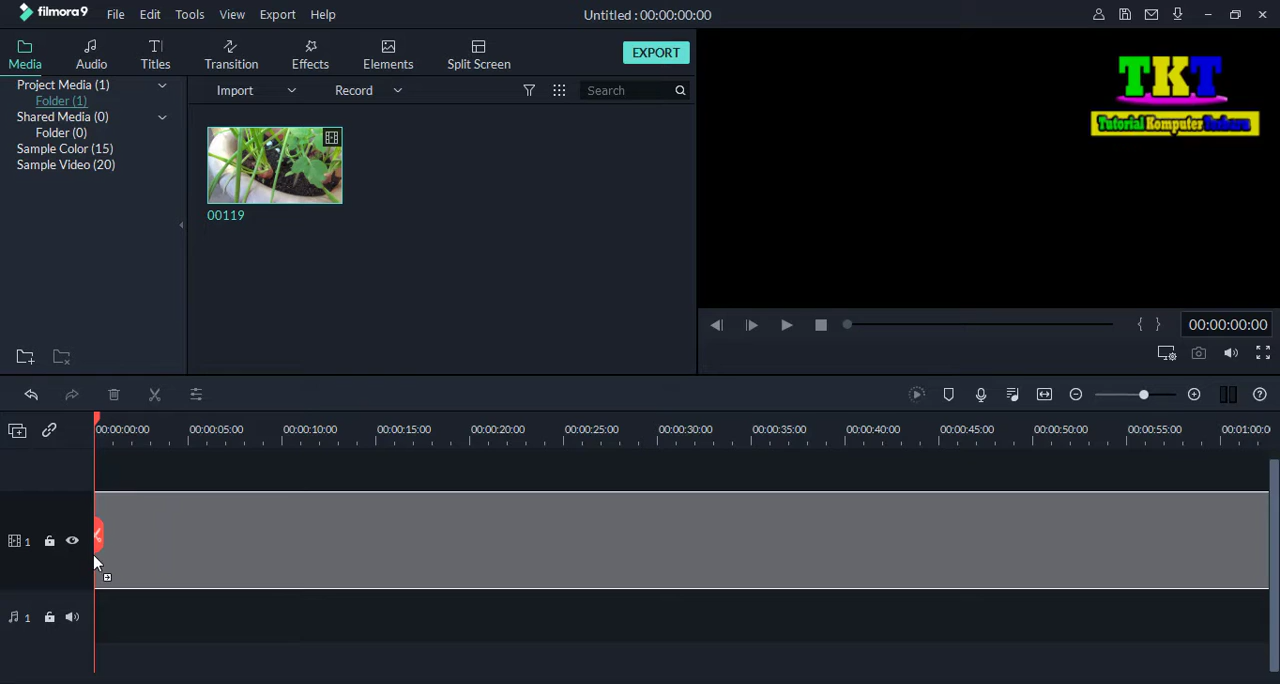 filmora9 File Edit Tools View Export Help Untitled : 00:00:00:00
Media Audio Titles Transition Effects Elements Split Screen EXPORT
Project Media (1)
Folder (1)
Shared Media (0)
Folder (0)
Sample Color (15)
Sample Video (20)
Import Record Search
00119
TKT
Tutorial Komputer Terbaru
00:00:00:00
00:00:00:00 00:00:05:00 00:00:10:00 00:00:15:00 00:00:20:00 00:00:25:00 00:00:30:00 00:00:35:00 00:00:40:00 00:00:45:00 00:00:50:00 00:00:55:00 00:01:00:0
1
1